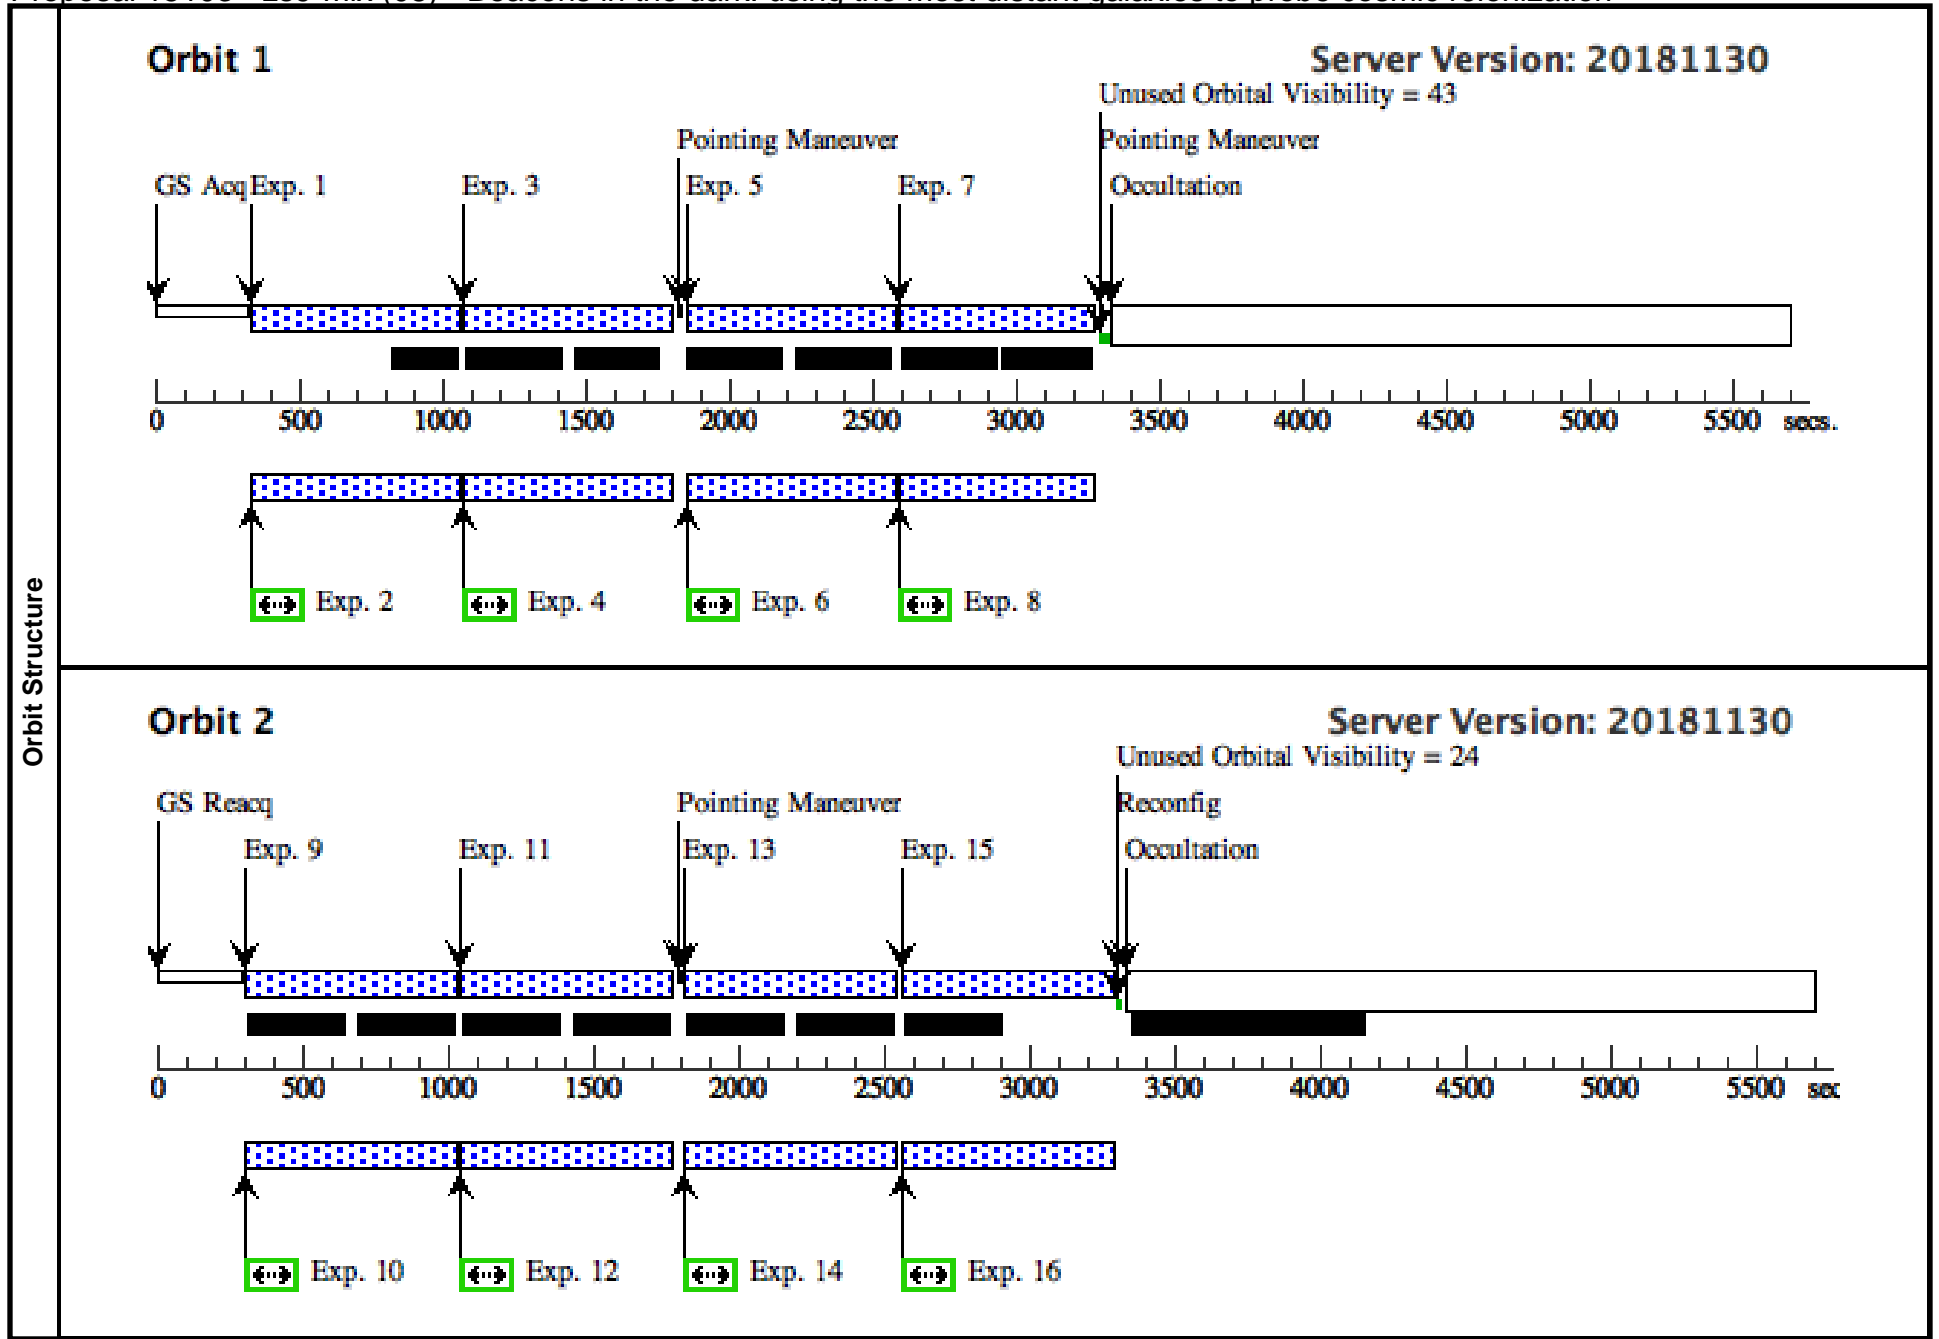 Orbit Structure
Orbit 1
Server Version: 20181130
Unused Orbital Visibility = 43
Pointing Maneuver
Pointing Maneuver
GS Acq Exp. 1
Exp. 3
Exp. 5
Exp. 7
Occultation
0 500 1000 1500 2000 2500 3000 3500 4000 4500 5000 5500 secs.
Exp. 2
Exp. 4
Exp. 6
Exp. 8
Orbit 2
Server Version: 20181130
Unused Orbital Visibility = 24
GS Reacq
Pointing Maneuver
Reconfig
Exp. 9
Exp. 11
Exp. 13
Exp. 15
Occultation
0 500 1000 1500 2000 2500 3000 3500 4000 4500 5000 5500 sec
Exp. 10
Exp. 12
Exp. 14
Exp. 16